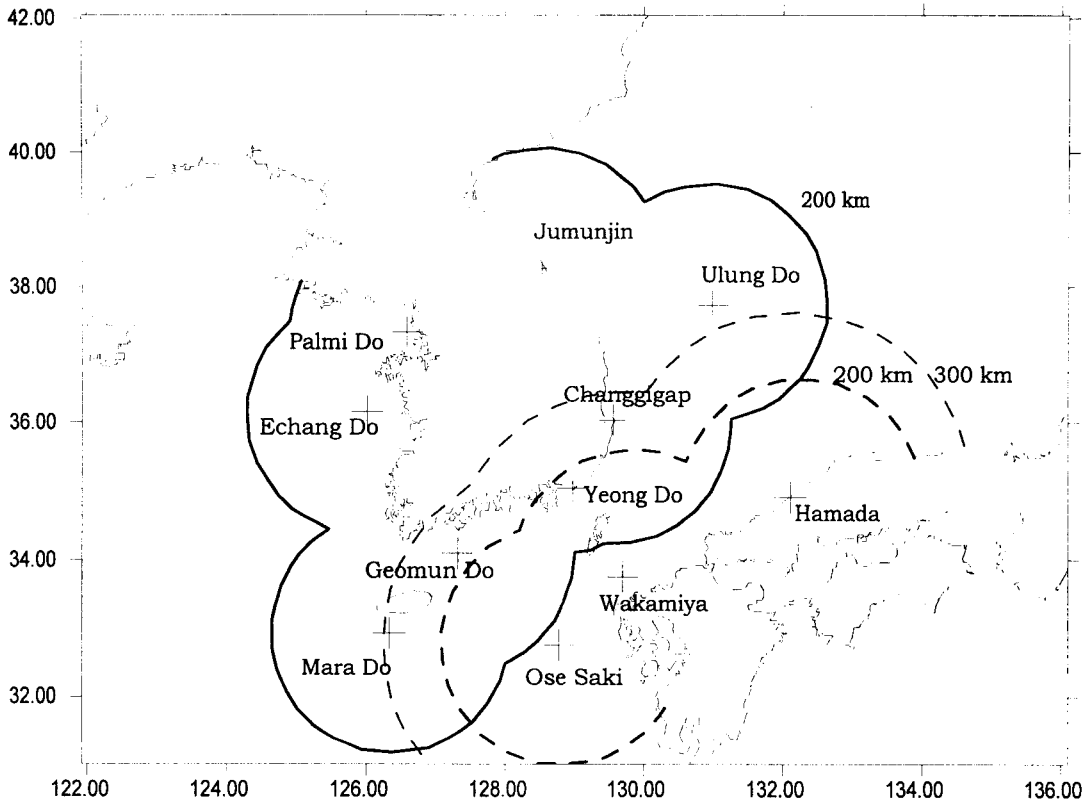 42.00
40.00
200 km
Jumunjin
Ulung Do
38.00
Palmi Do
200 km 300 km
Changgigap
36.00
Echang Do
Yeong Do
Hamada
34.00
Geomun Do
Wakamiya
Mara Do
Ose Saki
32.00
122.00 124.00 126.00 128.00 130.00 132.00 134.00 136.00